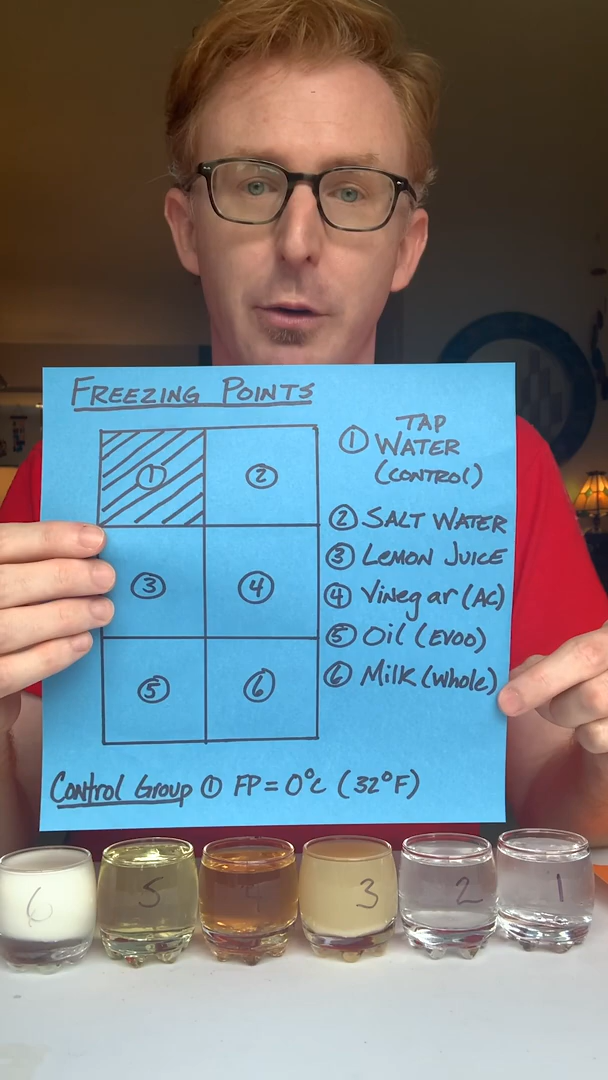 FREEZING POINTS
① ②
③ ④
⑤ ⑥
① TAP
WATER
(CONTROL)
② SALT WATER
③ LEMON JUICE
④ Vinegar (AC)
⑤ Oil (EVOO)
⑥ Milk (Whole)
Control Group ① FP = 0°C (32°F)
6 5 4 3 2 1